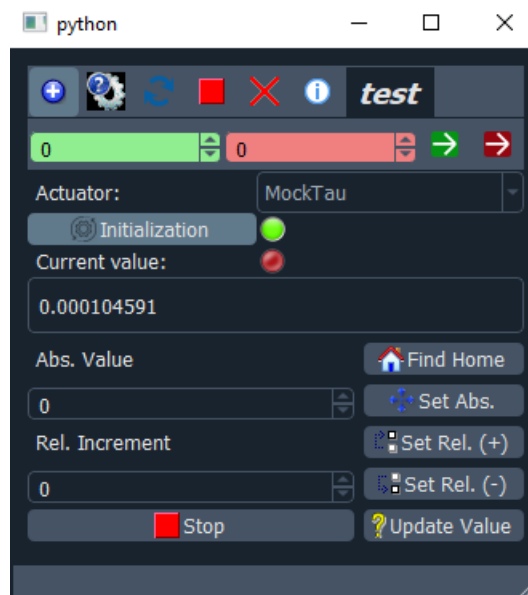 python
test
0
0
Actuator:
MockTau
Initialization
Current value:
0.000104591
Abs. Value
Find Home
0
Set Abs.
Rel. Increment
Set Rel. (+)
0
Set Rel. (-)
Stop
Update Value